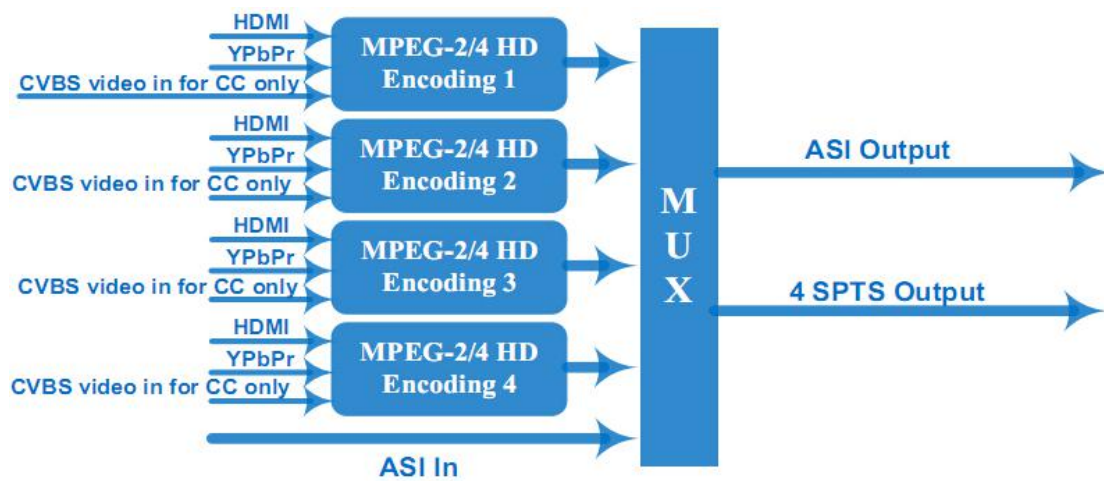 HDMI
YPbPr
CVBS video in for CC only
MPEG-2/4 HD
Encoding 1
HDMI
YPbPr
CVBS video in for CC only
MPEG-2/4 HD
Encoding 2
HDMI
YPbPr
CVBS video in for CC only
MPEG-2/4 HD
Encoding 3
HDMI
YPbPr
CVBS video in for CC only
MPEG-2/4 HD
Encoding 4
ASI In
M
U
X
ASI Output
4 SPTS Output